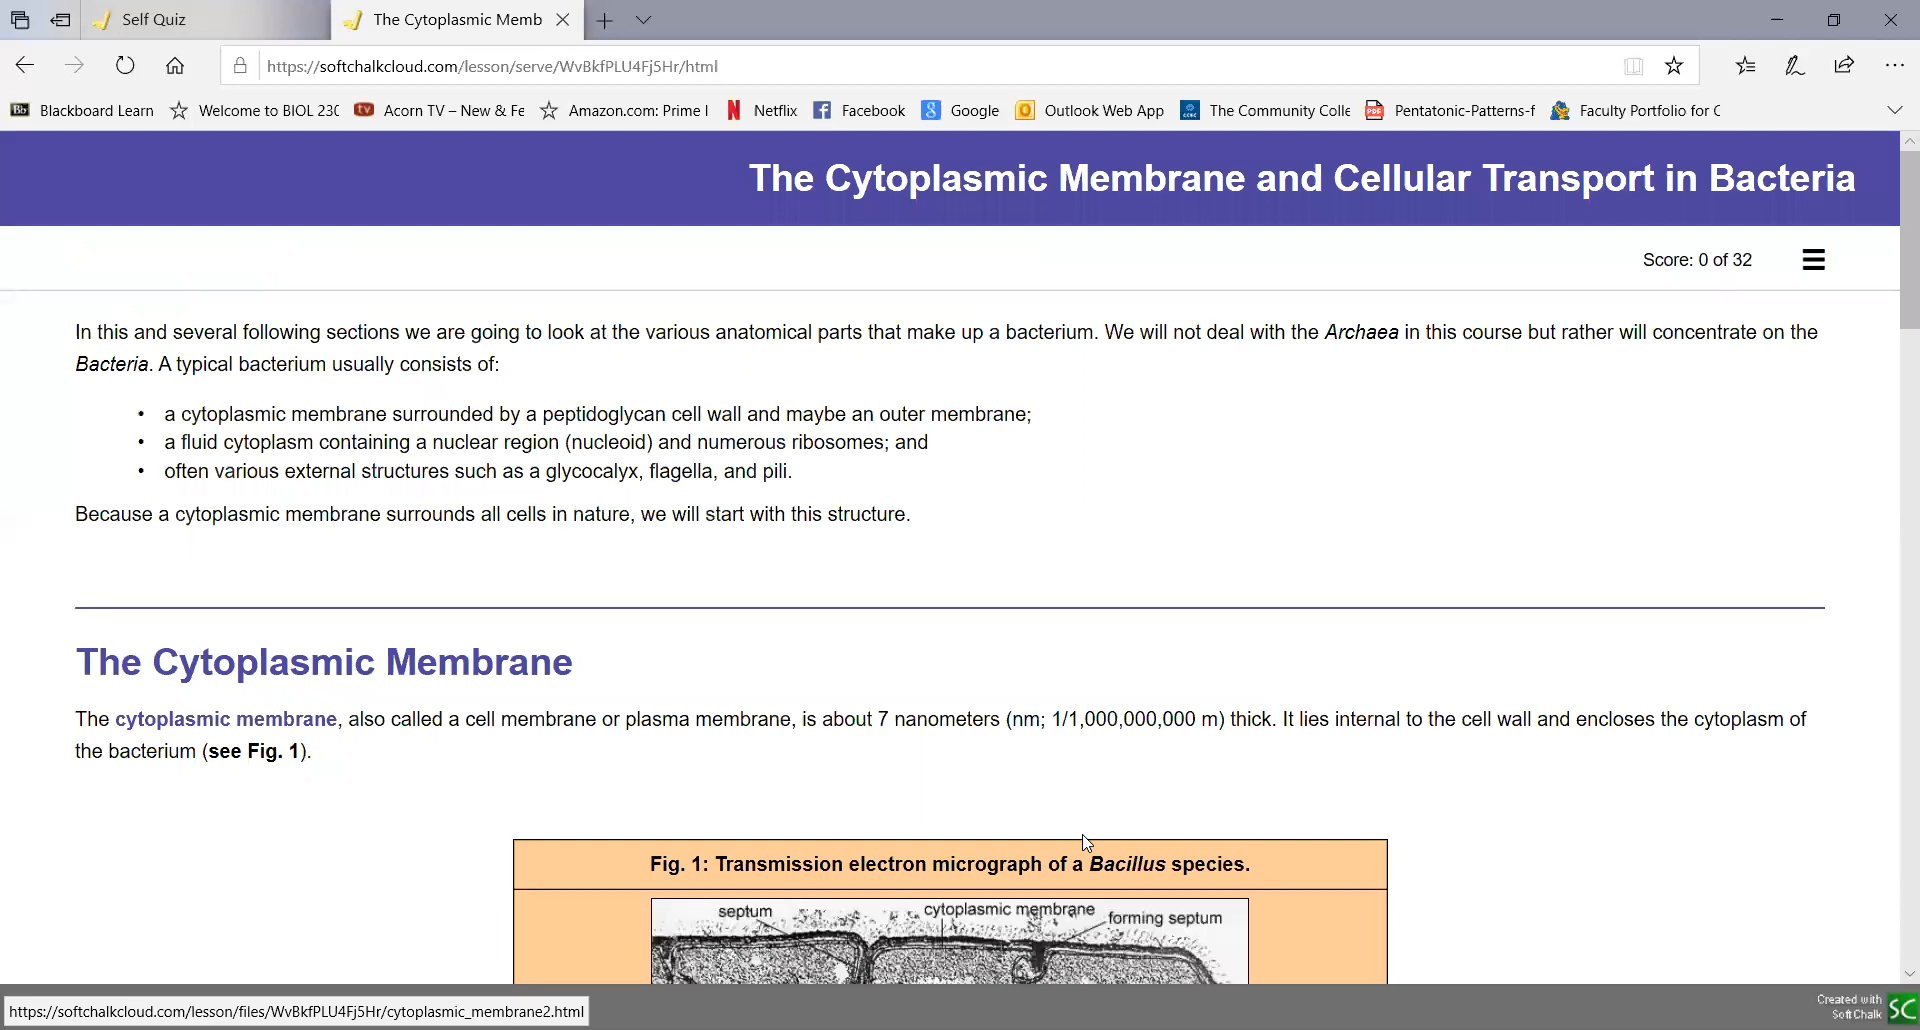 Self Quiz
The Cytoplasmic Memb
https://softchalkcloud.com/lesson/serve/WvBkfPLU4Fj5Hr/html
Blackboard Learn Welcome to BIOL 230 Acorn TV – New & Fe Amazon.com: Prime I Netflix Facebook Google Outlook Web App The Community Colle Pentatonic-Patterns-f Faculty Portfolio for C
The Cytoplasmic Membrane and Cellular Transport in Bacteria
Score: 0 of 32
In this and several following sections we are going to look at the various anatomical parts that make up a bacterium. We will not deal with the Archaea in this course but rather will concentrate on the
Bacteria. A typical bacterium usually consists of:
• a cytoplasmic membrane surrounded by a peptidoglycan cell wall and maybe an outer membrane;
• a fluid cytoplasm containing a nuclear region (nucleoid) and numerous ribosomes; and
• often various external structures such as a glycocalyx, flagella, and pili.
Because a cytoplasmic membrane surrounds all cells in nature, we will start with this structure.
The Cytoplasmic Membrane
The cytoplasmic membrane, also called a cell membrane or plasma membrane, is about 7 nanometers (nm; 1/1,000,000,000 m) thick. It lies internal to the cell wall and encloses the cytoplasm of
the bacterium (see Fig. 1).
Fig. 1: Transmission electron micrograph of a Bacillus species.
septum cytoplasmic membrane forming septum
https://softchalkcloud.com/lesson/files/WvBkfPLU4Fj5Hr/cytoplasmic_membrane2.html
Created with
SoftChalk SC